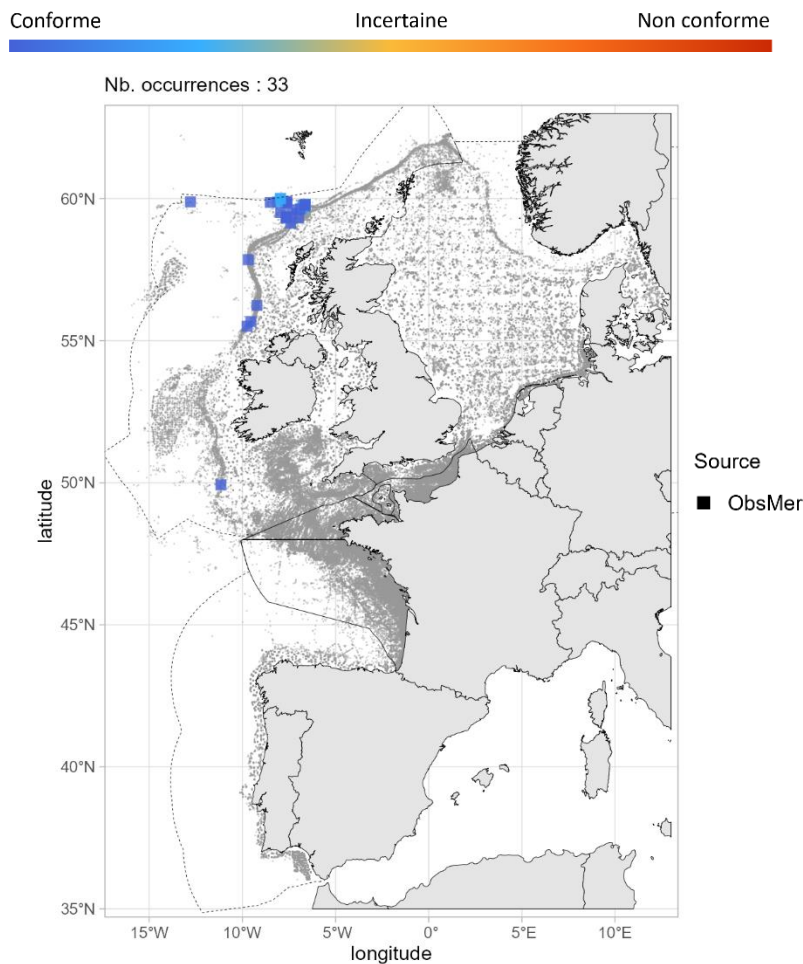 Conforme Incertaine Non conforme
Nb. occurrences : 33
60°N
55°N
50°N
45°N
40°N
35°N
latitude
15°W 10°W 5°W 0° 5°E 10°E
longitude
Source
ObsMer